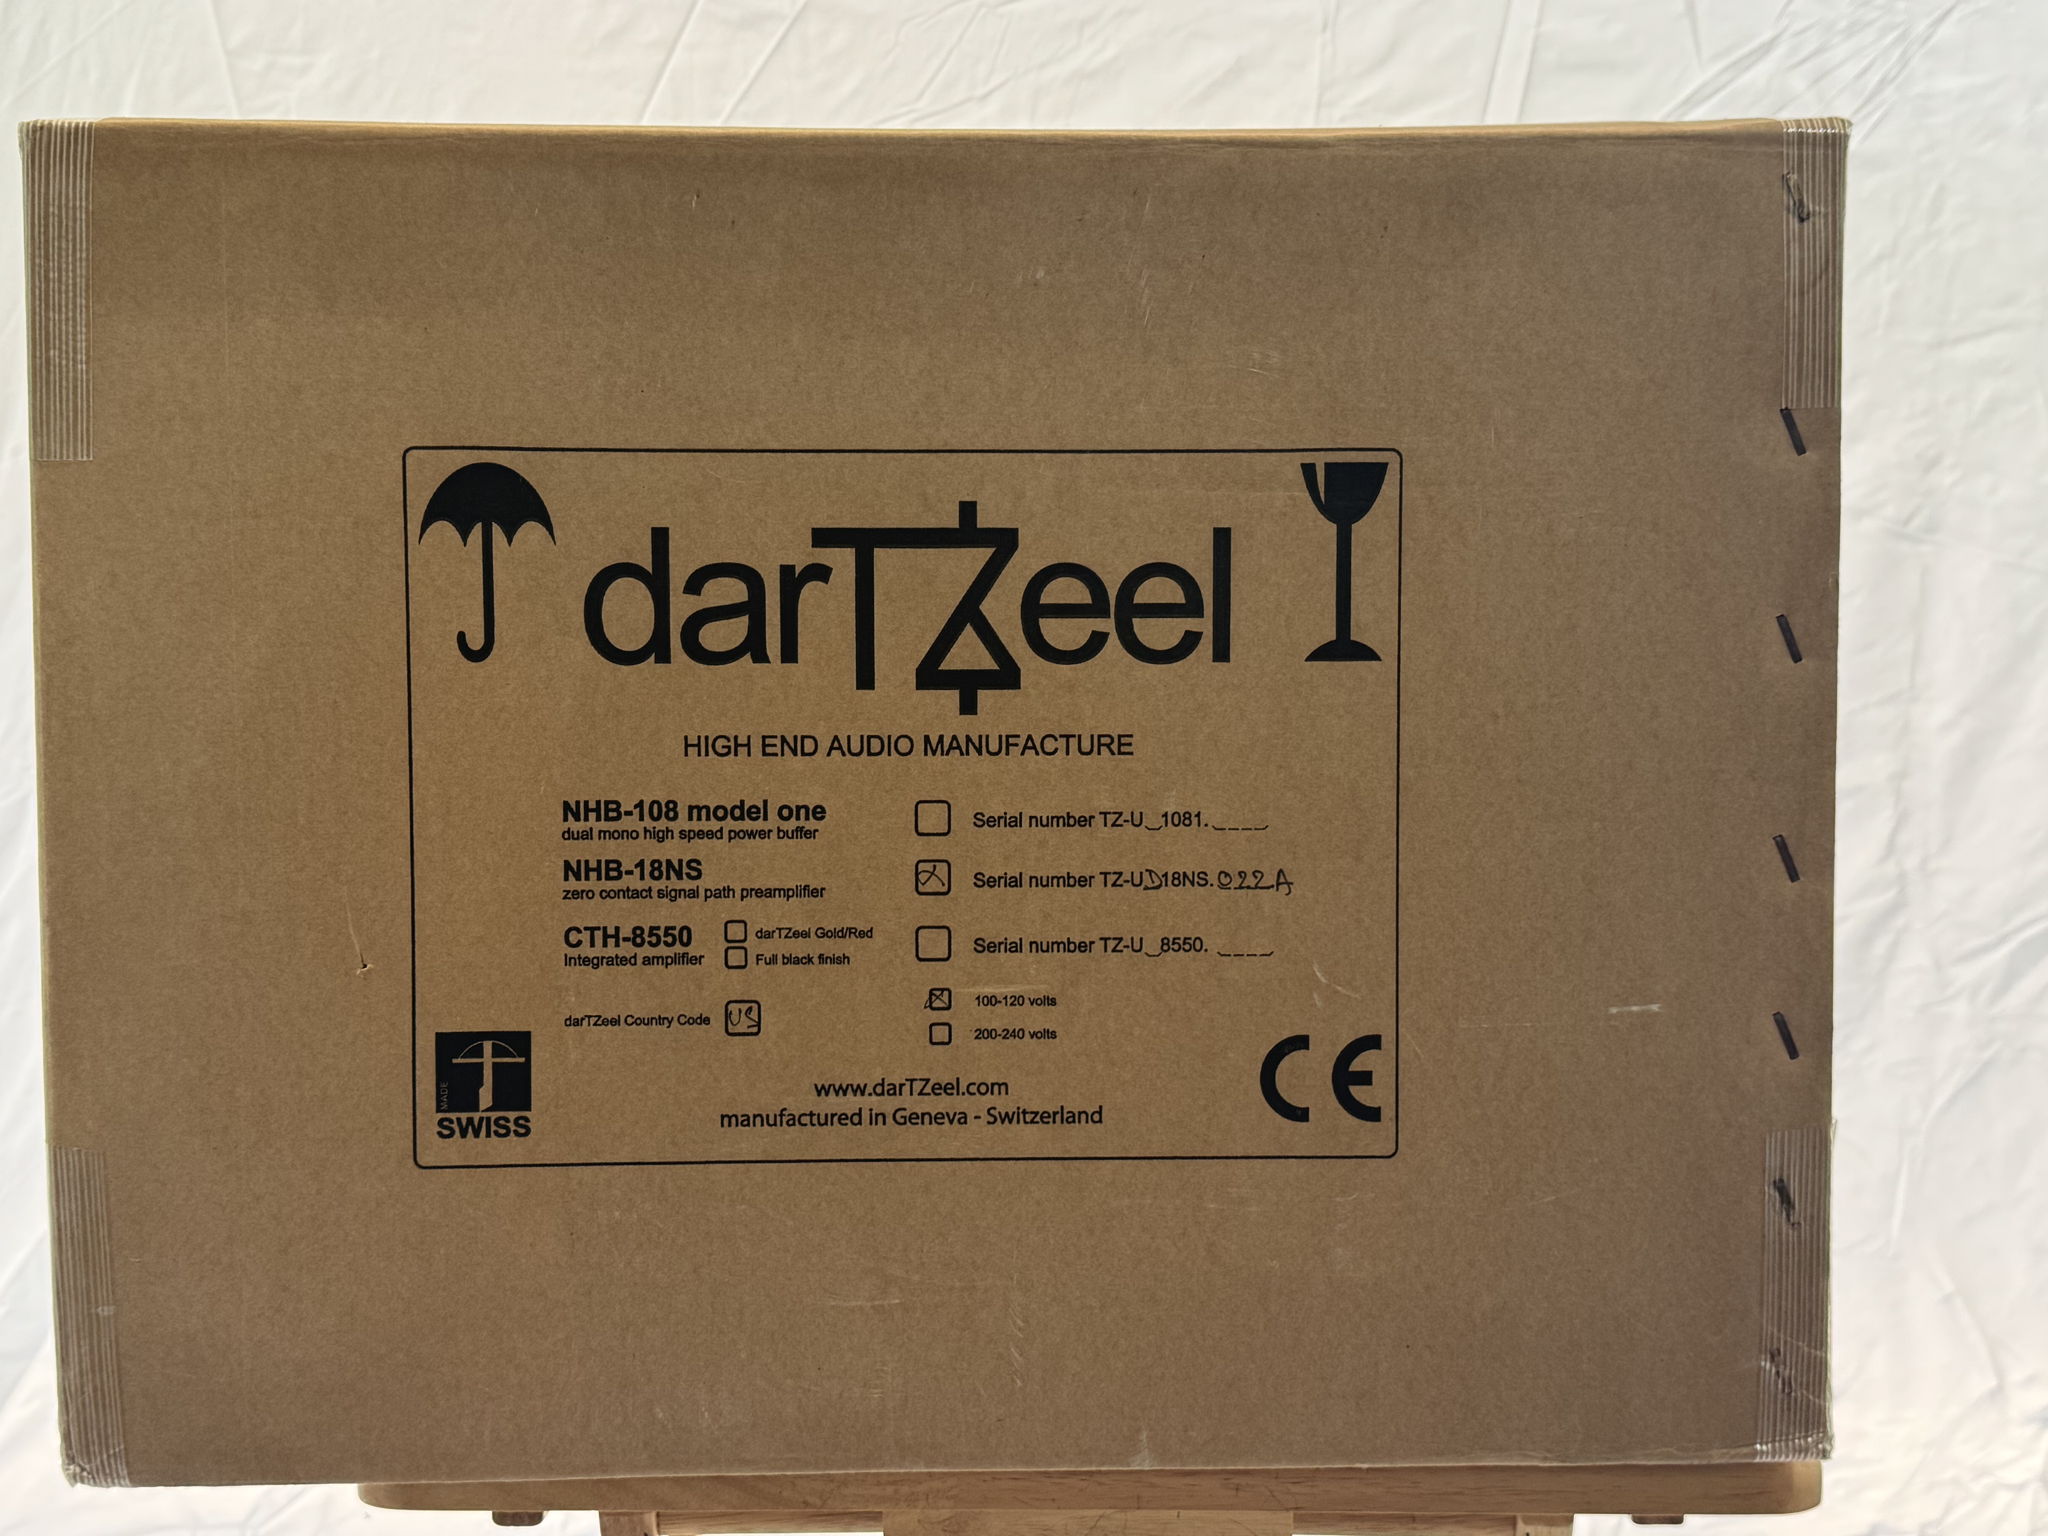 darTZeel
HIGH END AUDIO MANUFACTURE
NHB-108 model one
dual mono high speed power buffer
Serial number TZ-U_1081.____
NHB-18NS
zero contact signal path preamplifier
Serial number TZ-UD18NS.022A
CTH-8550
Integrated amplifier
darTZeel Gold/Red
Full black finish
Serial number TZ-U_8550. ____
darTZeel Country Code US
100-120 volts
200-240 volts
MADE
SWISS
www.darTZeel.com
manufactured in Geneva - Switzerland
CE